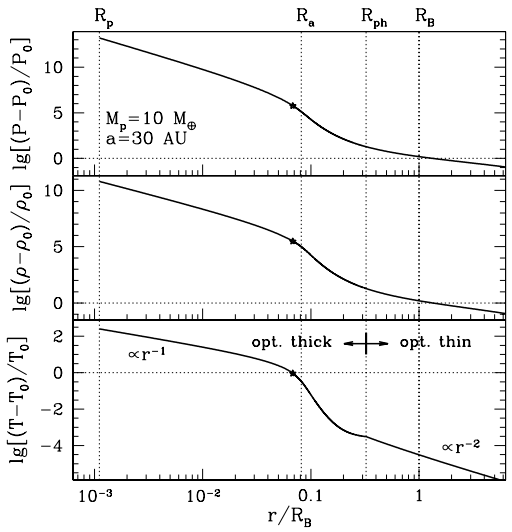 R_p R_a R_ph R_B
lg[(P−P_0)/P_0]
10
5
0
M_p=10 M_⊕
a=30 AU
lg[(ρ−ρ_0)/ρ_0]
10
5
0
lg[(T−T_0)/T_0]
2
0
−2
−4
opt. thick opt. thin
∝r⁻¹
∝r⁻²
10⁻³ 10⁻² 0.1 1
r/R_B